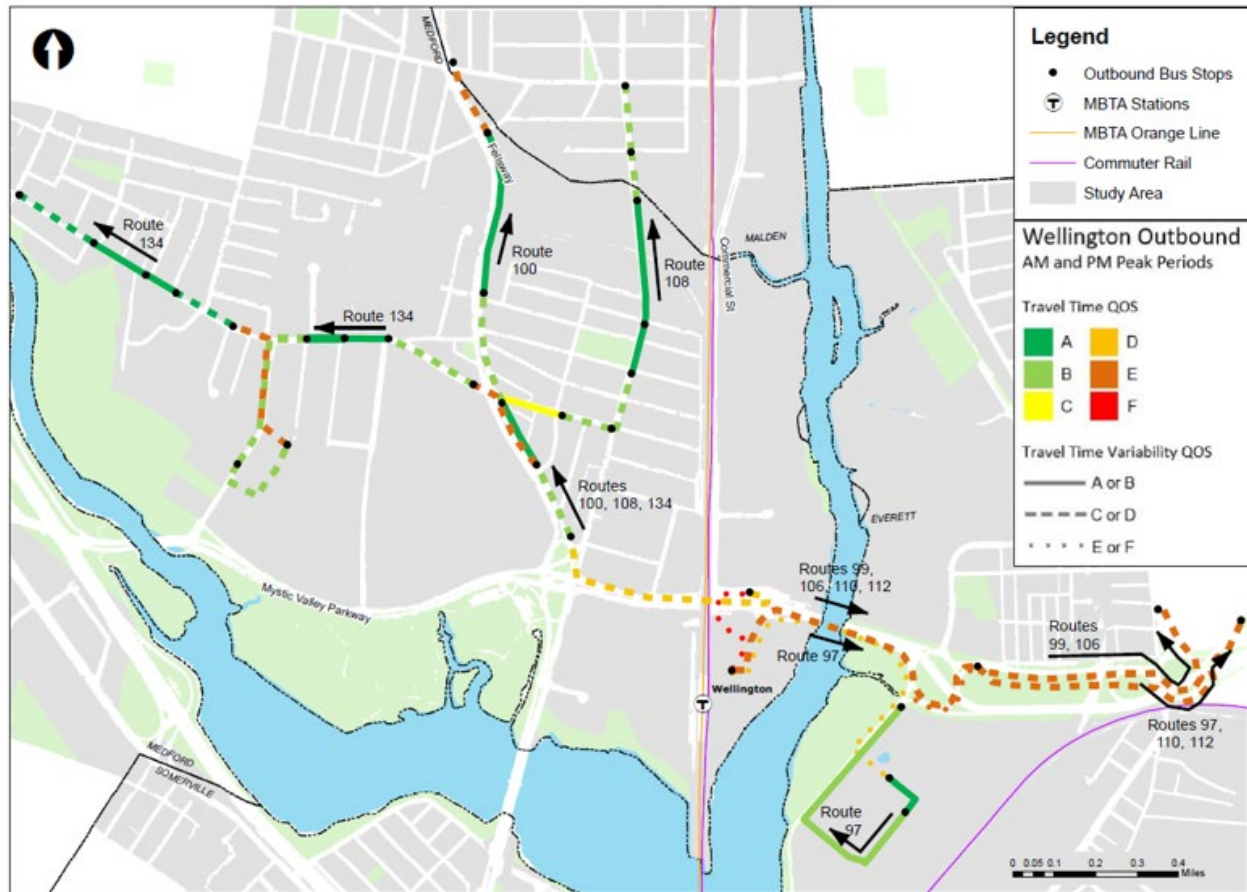 MEDFORD
Fellsway
Route
134
Route
100
Route
108
Commercial St
MALDEN
Route 134
Routes
100, 108, 134
EVERETT
Mystic Valley Parkway
Routes 99,
106, 110, 112
Route 97
Wellington
T
Routes
99, 106
Routes 97,
110, 112
MEDFORD
SOMERVILLE
Route
97
0 0.05 0.1 0.2 0.3 0.4
Miles
Legend
Outbound Bus Stops
T MBTA Stations
MBTA Orange Line
Commuter Rail
Study Area
Wellington Outbound
AM and PM Peak Periods
Travel Time QOS
A D
B E
C F
Travel Time Variability QOS
A or B
C or D
E or F